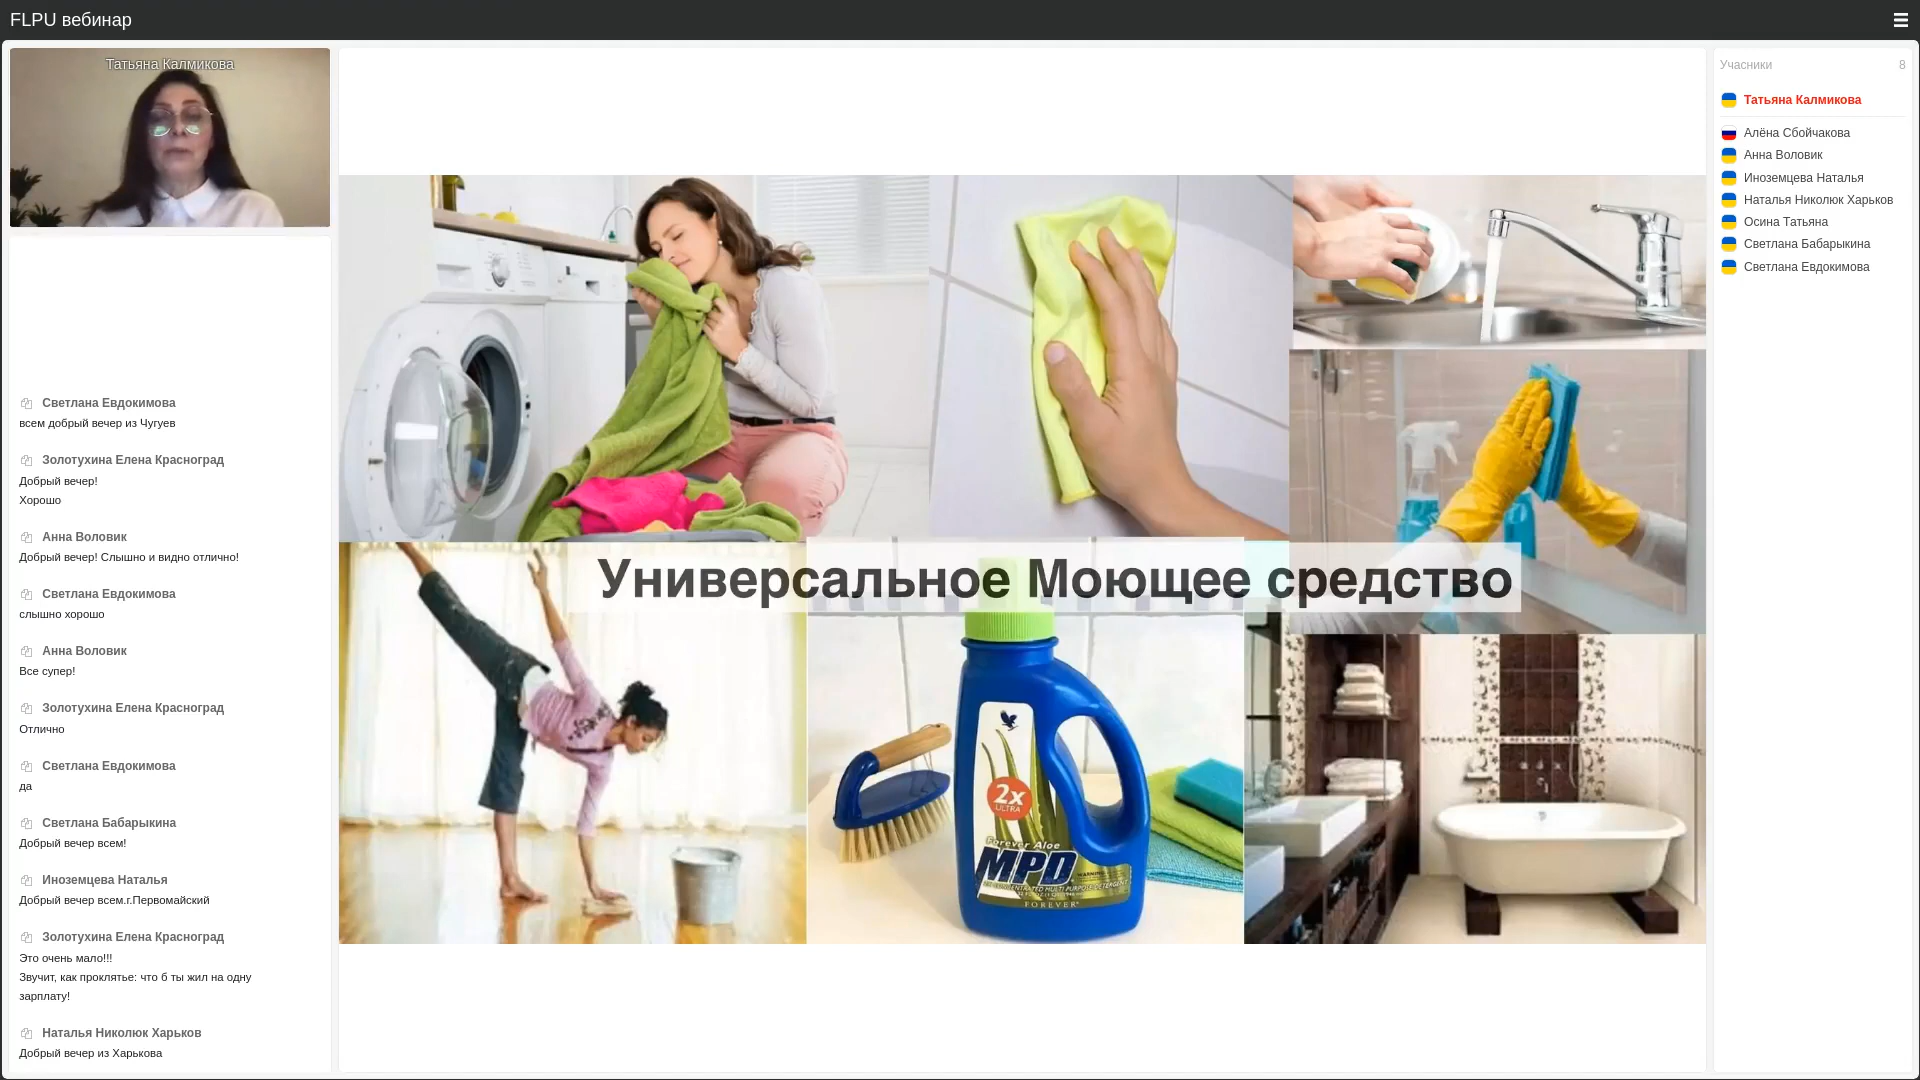 FLPU вебинар
Татьяна Калмикова
Светлана Евдокимова
всем добрый вечер из Чугуев
Золотухина Елена Красноград
Добрый вечер!
Хорошо
Анна Воловик
Добрый вечер! Слышно и видно отлично!
Светлана Евдокимова
слышно хорошо
Анна Воловик
Все супер!
Золотухина Елена Красноград
Отлично
Светлана Евдокимова
да
Светлана Бабарыкина
Добрый вечер всем!
Иноземцева Наталья
Добрый вечер всем.г.Первомайский
Золотухина Елена Красноград
Это очень мало!!!
Звучит, как проклятье: что б ты жил на одну
зарплату!
Наталья Николюк Харьков
Добрый вечер из Харькова
Универсальное Моющее средство
2x
ULTRA
Forever Aloe
MPD
2X CONCENTRATED MULTI-PURPOSE DETERGENT
FOREVER
Учасники 8
Татьяна Калмикова
Алёна Сбойчакова
Анна Воловик
Иноземцева Наталья
Наталья Николюк Харьков
Осина Татьяна
Светлана Бабарыкина
Светлана Евдокимова